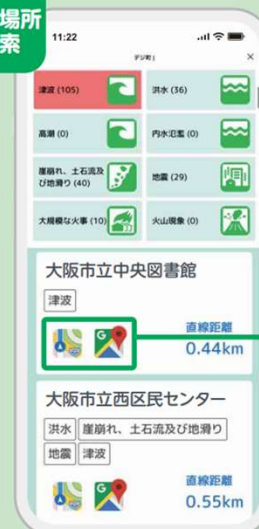 場所
索
11:22
デジ町Ⅰ
×
津波 (105)
洪水 (36)
高潮 (0)
内水氾濫 (0)
崖崩れ、土石流及
び地滑り (40)
地震 (29)
大規模な火事 (10)
火山現象 (0)
大阪市立中央図書館
津波
G
直線距離
0.44km
大阪市立西区民センター
洪水 崖崩れ、土石流及び地滑り
地震 津波
G
直線距離
0.55km